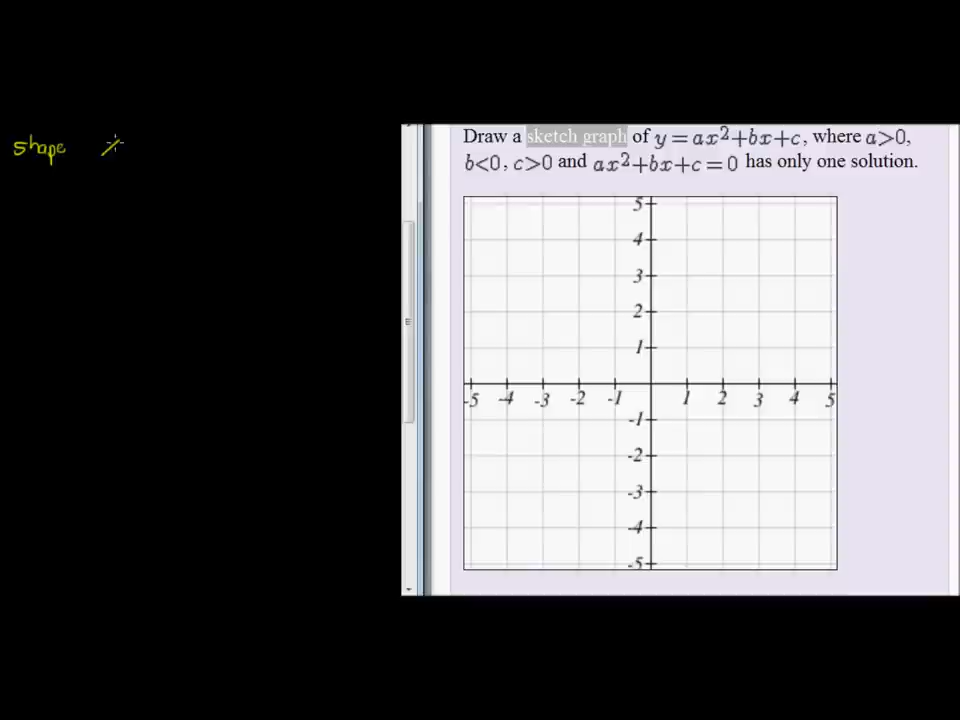 shape
Draw a sketch graph of y = ax²+bx+c, where a>0,
b<0, c>0 and ax²+bx+c = 0 has only one solution.
5
4
3
2
1
-5 -4 -3 -2 -1 1 2 3 4 5
-1
-2
-3
-4
-5